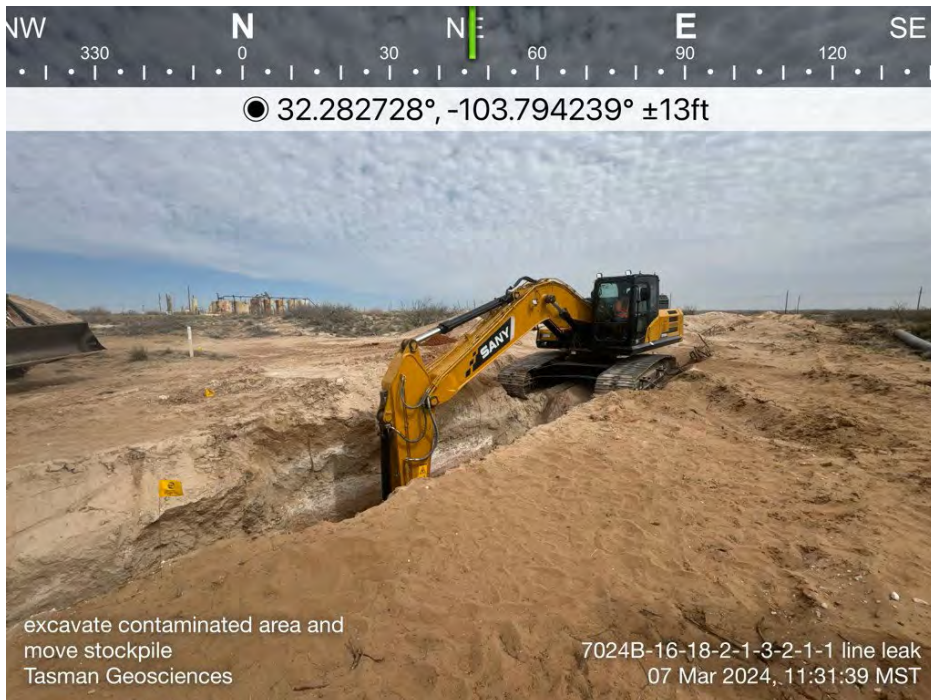 NW N NE E SE
330 0 30 60 90 120
32.282728°, -103.794239° ±13ft
SANY
excavate contaminated area and
move stockpile
Tasman Geosciences
7024B-16-18-2-1-3-2-1-1 line leak
07 Mar 2024, 11:31:39 MST